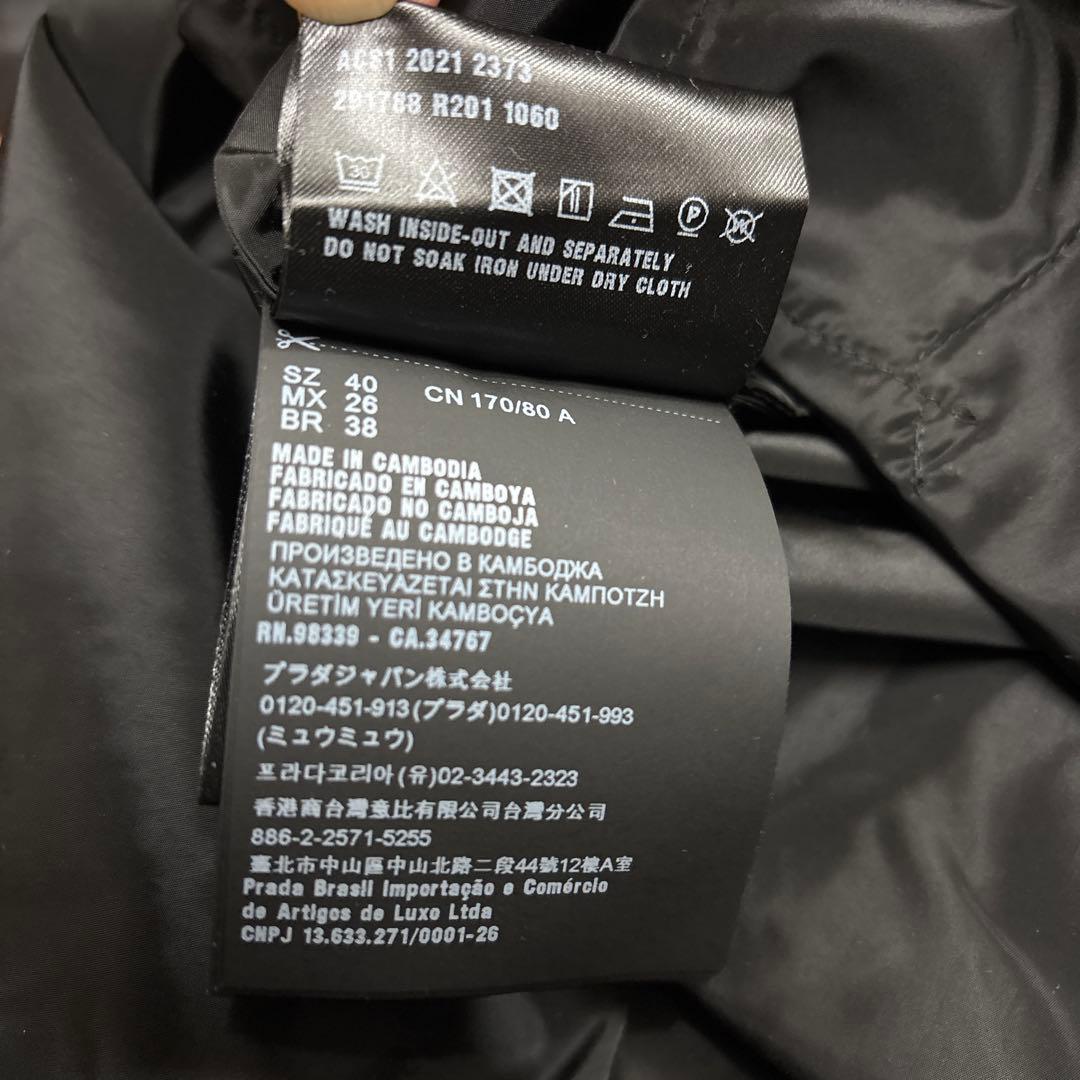 ACS1 2021 2373
291788 R201 1060
30
P
W
WASH INSIDE-OUT AND SEPARATELY
DO NOT SOAK IRON UNDER DRY CLOTH
SZ 40 CN 170/80 A
MX 26
BR 38
MADE IN CAMBODIA
FABRICADO EN CAMBOYA
FABRICADO NO CAMBOJA
FABRIQUÉ AU CAMBODGE
ПРОИЗВЕДЕНО В КАМБОДЖА
ΚΑΤΑΣΚΕΥΑΖΕΤΑΙ ΣΤΗΝ ΚΑΜΠΟΤΖΗ
ÜRETİM YERİ KAMBOÇYA
RN.98339 - CA.34767
プラダジャパン株式会社
0120-451-913(プラダ)0120-451-993
(ミュウミュウ)
프라다코리아(유)02-3443-2323
香港商台灣意比有限公司台灣分公司
886-2-2571-5255
臺北市中山區中山北路二段44號12樓A室
Prada Brasil Importação e Comércio
de Artigos de Luxo Ltda
CNPJ 13.633.271/0001-26